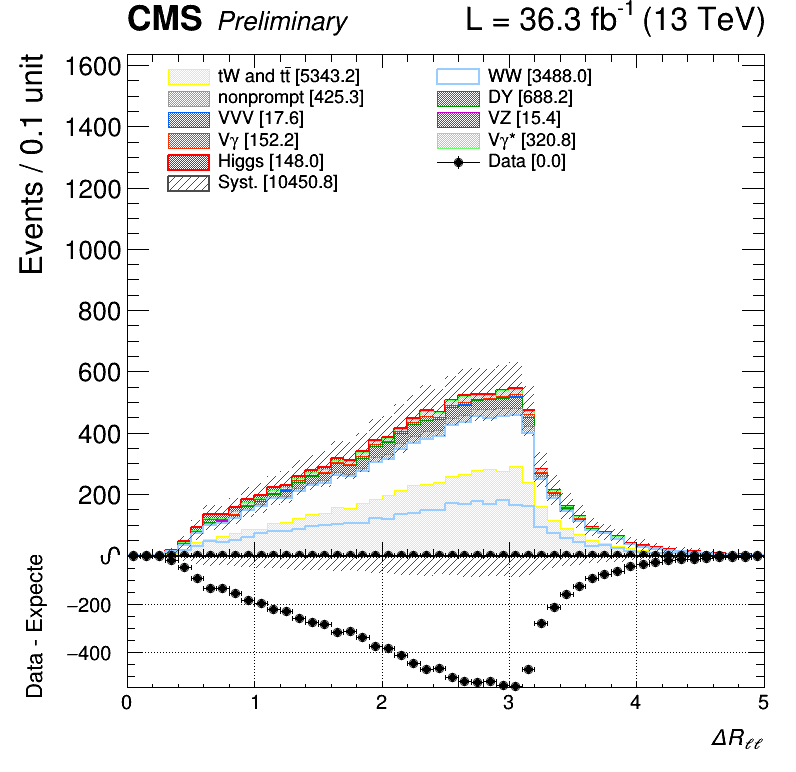 CMS Preliminary L = 36.3 fb⁻¹ (13 TeV)
Events / 0.1 unit
1600
1400
1200
1000
800
600
400
200
0
tW and tt̄ [5343.2]
nonprompt [425.3]
VVV [17.6]
Vγ [152.2]
Higgs [148.0]
Syst. [10450.8]
WW [3488.0]
DY [688.2]
VZ [15.4]
Vγ* [320.8]
Data [0.0]
Data - Expecte
0
−200
−400
0 1 2 3 4 5
ΔRℓℓ